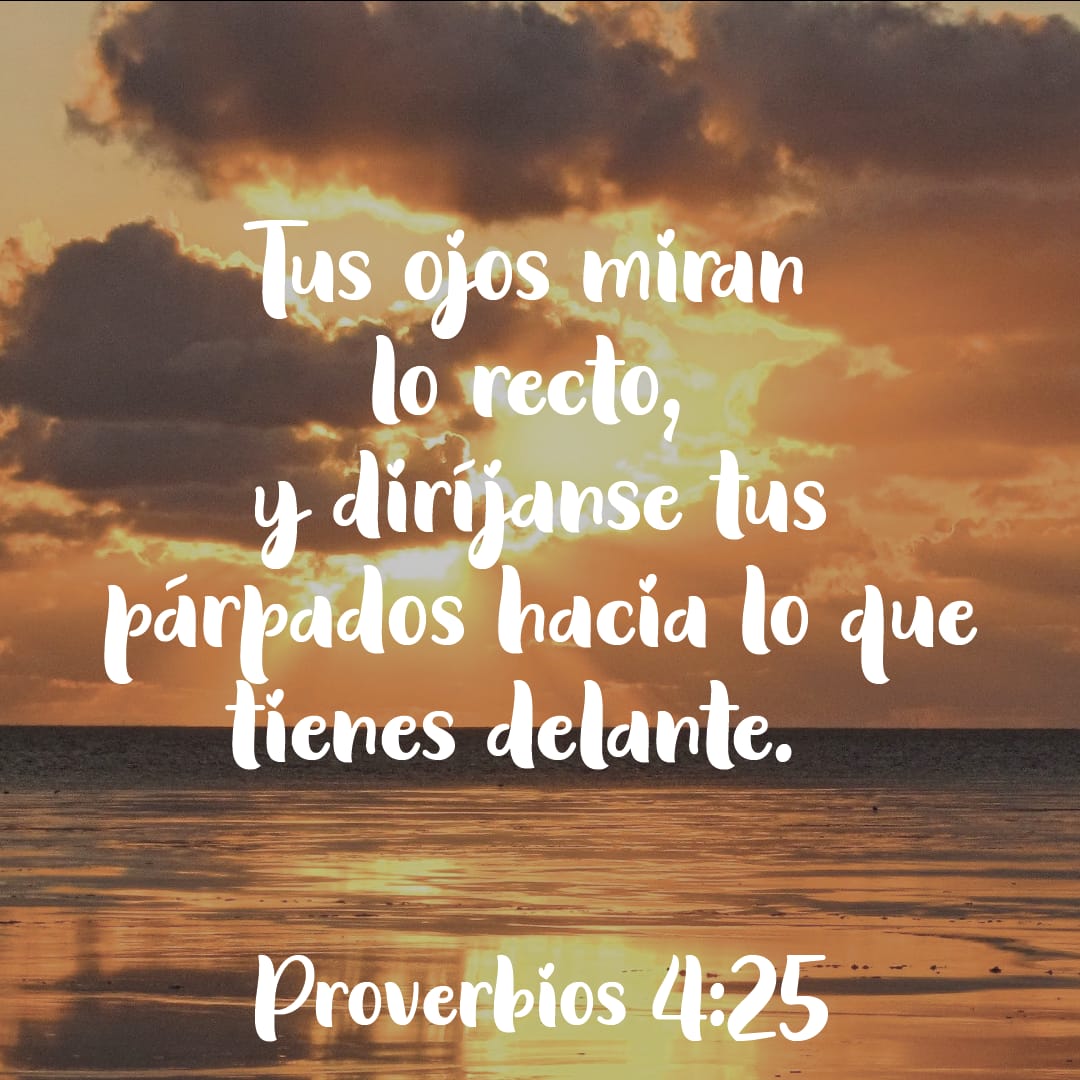 Tus ojos miran
lo recto,
y diríjanse tus
párpados hacia lo que
tienes delante.
Proverbios 4:25